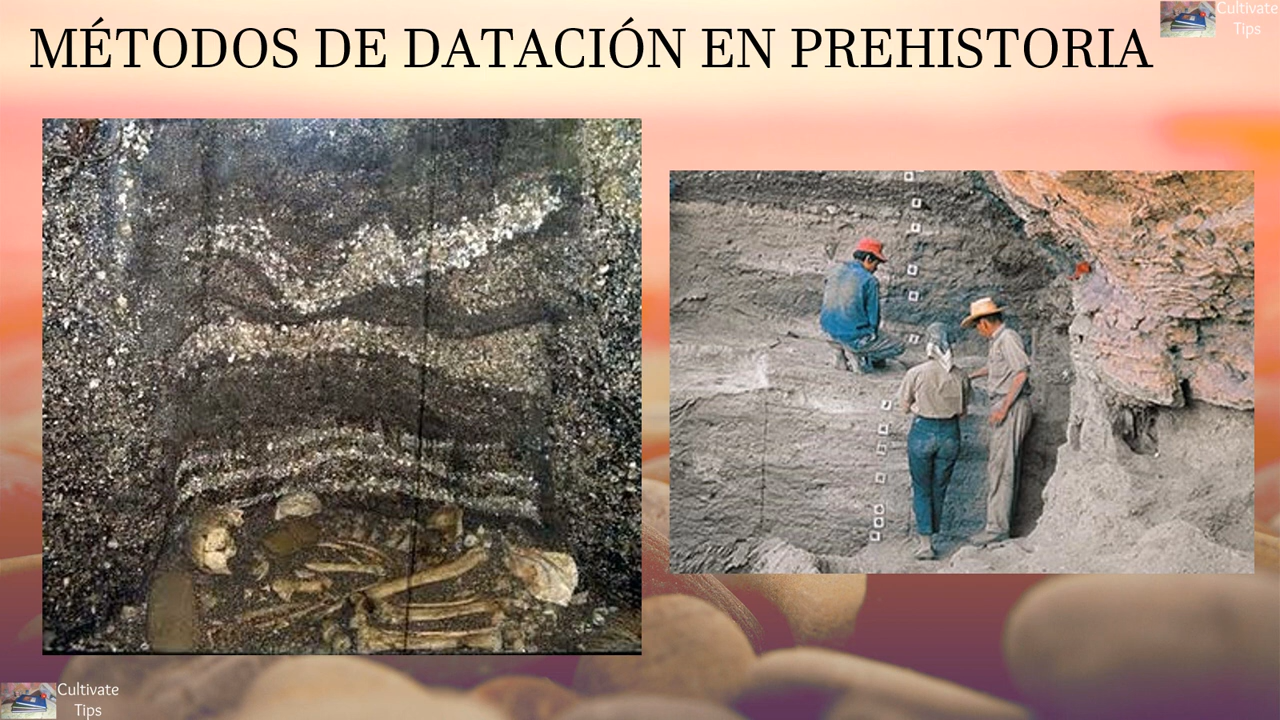 MÉTODOS DE DATACIÓN EN PREHISTORIA
Cultivate
Tips
Cultivate
Tips